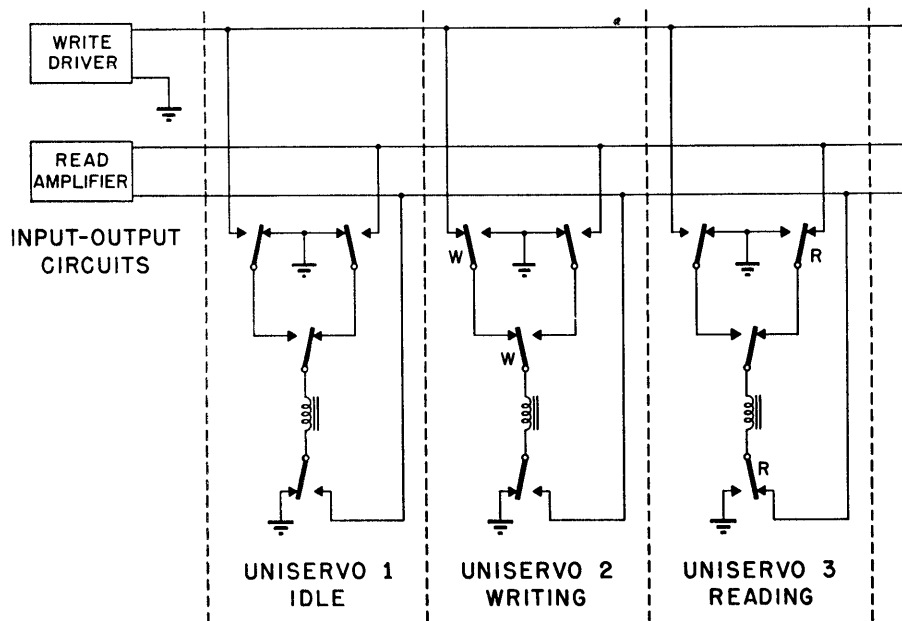 a
WRITE
DRIVER
READ
AMPLIFIER
INPUT-OUTPUT
CIRCUITS
W
R
W
R
UNISERVO 1
IDLE
UNISERVO 2
WRITING
UNISERVO 3
READING